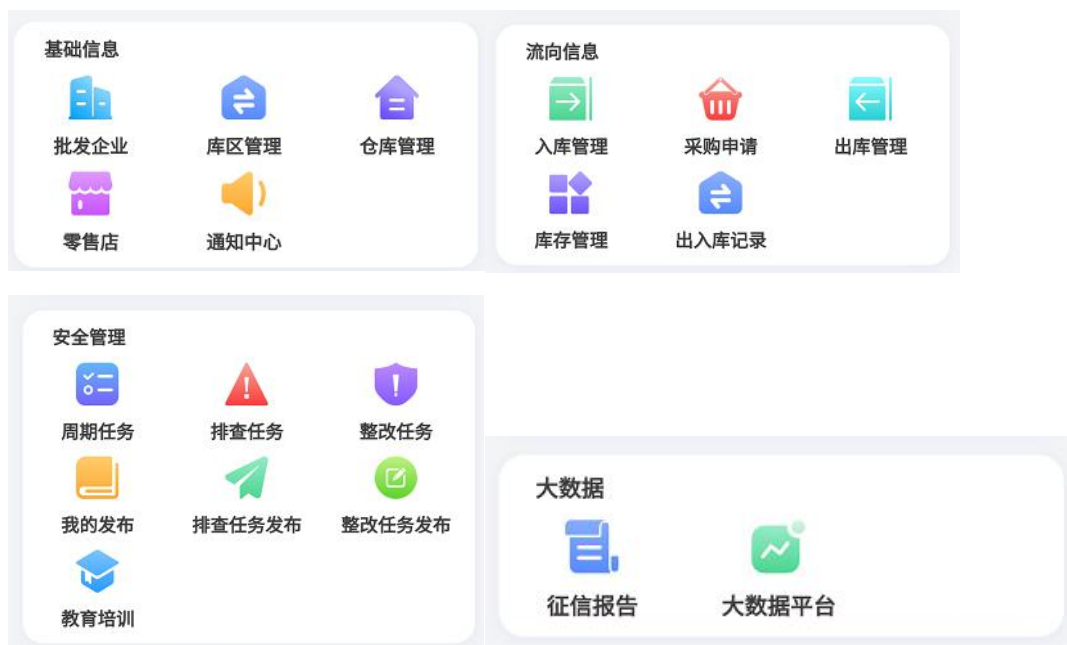 基础信息
批发企业 库区管理 仓库管理
零售店 通知中心
流向信息
入库管理 采购申请 出库管理
库存管理 出入库记录
安全管理
周期任务 排查任务 整改任务
我的发布 排查任务发布 整改任务发布
教育培训
大数据
征信报告 大数据平台